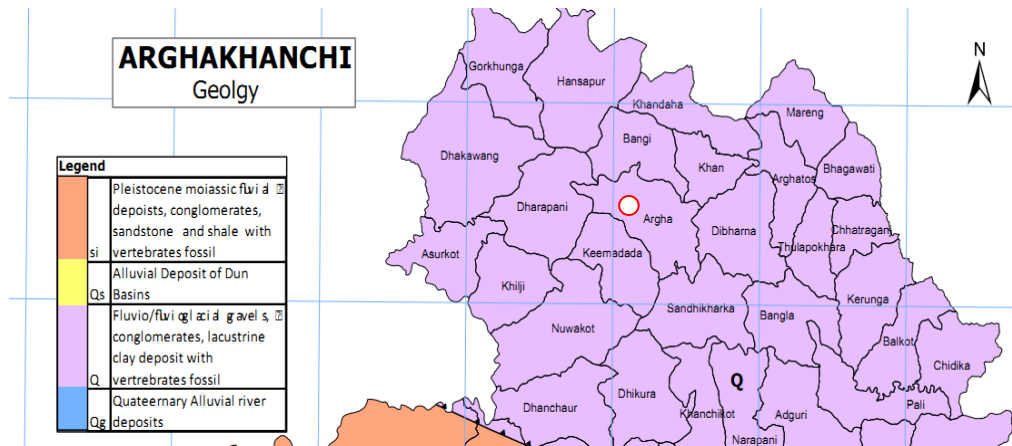 ARGHAKHANCHI
Geolgy
N
Legend
Pleistocene moiassic fluvial
depoists, conglomerates,
sandstone and shale with
si vertebrates fossil
Alluvial Deposit of Dun
Qs Basins
Fluvio/fluvioglacial gravels,
conglomerates, lacustrine
clay deposit with
Q vertrebrates fossil
Quateernary Alluvial river
Qg deposits
Gorkhunga
Hansapur
Khandaha
Mareng
Bangi
Dhakawang
Khan
Bhagawati
Arghatos
Dharapani
Argha
Dibharna
Chhatraganj
Thulapokhara
Asurkot
Keemadada
Khilji
Kerunga
Sandhikharka
Bangla
Nuwakot
Balkot
Chidika
Q
Dhikura
Pali
Dhanchaur
Khanchikot
Adguri
Narapani